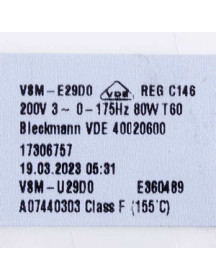 V8M-E29D0 VDE REG C146
200V 3~ 0-175Hz 80W T60
Bleckmann VDE 40020600
17306757
19.03.2023 05:31
V8M-U29D0 E360489
A07440303 Class F (155°C)